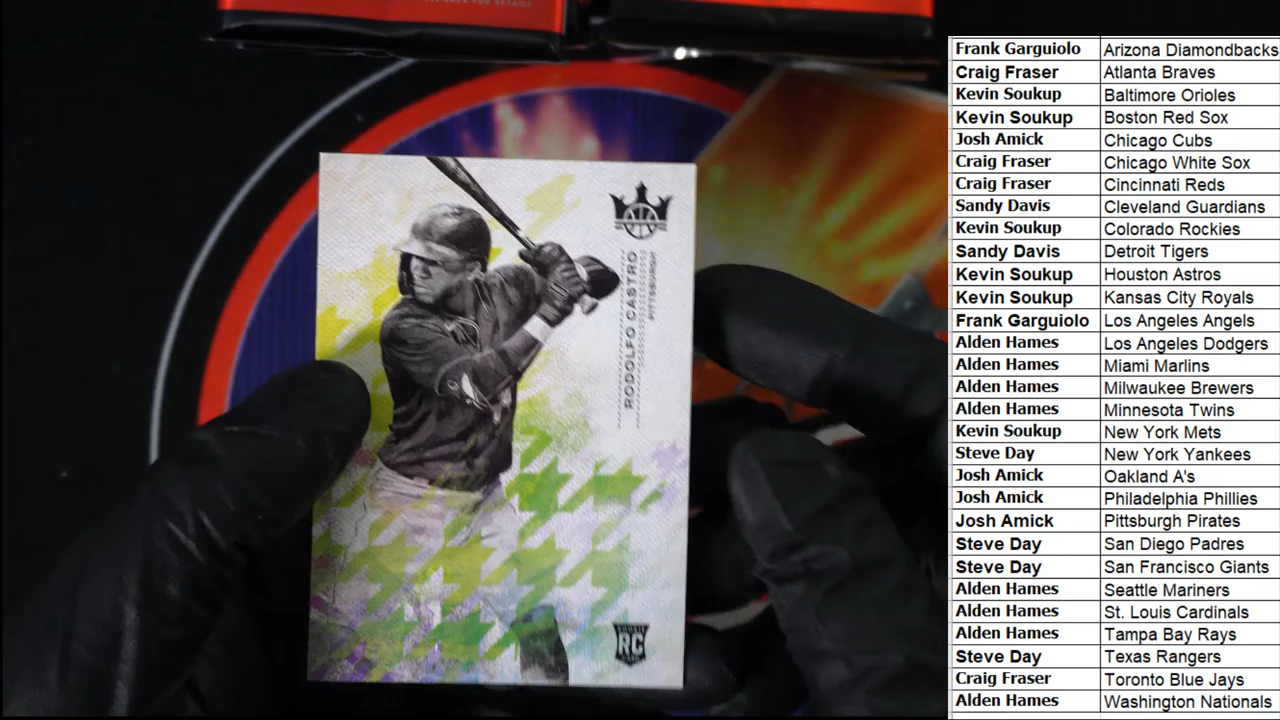 RODOLFO CASTRO
PITTSBURGH
RC
Frank Garguiolo Arizona Diamondbacks
Craig Fraser Atlanta Braves
Kevin Soukup Baltimore Orioles
Kevin Soukup Boston Red Sox
Josh Amick Chicago Cubs
Craig Fraser Chicago White Sox
Craig Fraser Cincinnati Reds
Sandy Davis Cleveland Guardians
Kevin Soukup Colorado Rockies
Sandy Davis Detroit Tigers
Kevin Soukup Houston Astros
Kevin Soukup Kansas City Royals
Frank Garguiolo Los Angeles Angels
Alden Hames Los Angeles Dodgers
Alden Hames Miami Marlins
Alden Hames Milwaukee Brewers
Alden Hames Minnesota Twins
Kevin Soukup New York Mets
Steve Day New York Yankees
Josh Amick Oakland A's
Josh Amick Philadelphia Phillies
Josh Amick Pittsburgh Pirates
Steve Day San Diego Padres
Steve Day San Francisco Giants
Alden Hames Seattle Mariners
Alden Hames St. Louis Cardinals
Alden Hames Tampa Bay Rays
Steve Day Texas Rangers
Craig Fraser Toronto Blue Jays
Alden Hames Washington Nationals